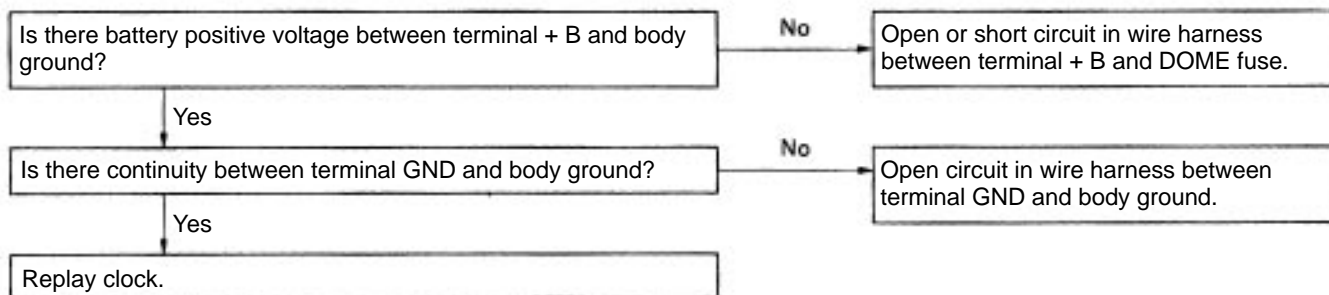 Is there battery positive voltage between terminal + B and body
ground?
No
Open or short circuit in wire harness
between terminal + B and DOME fuse.
Yes
Is there continuity between terminal GND and body ground?
No
Open circuit in wire harness between
terminal GND and body ground.
Yes
Replay clock.